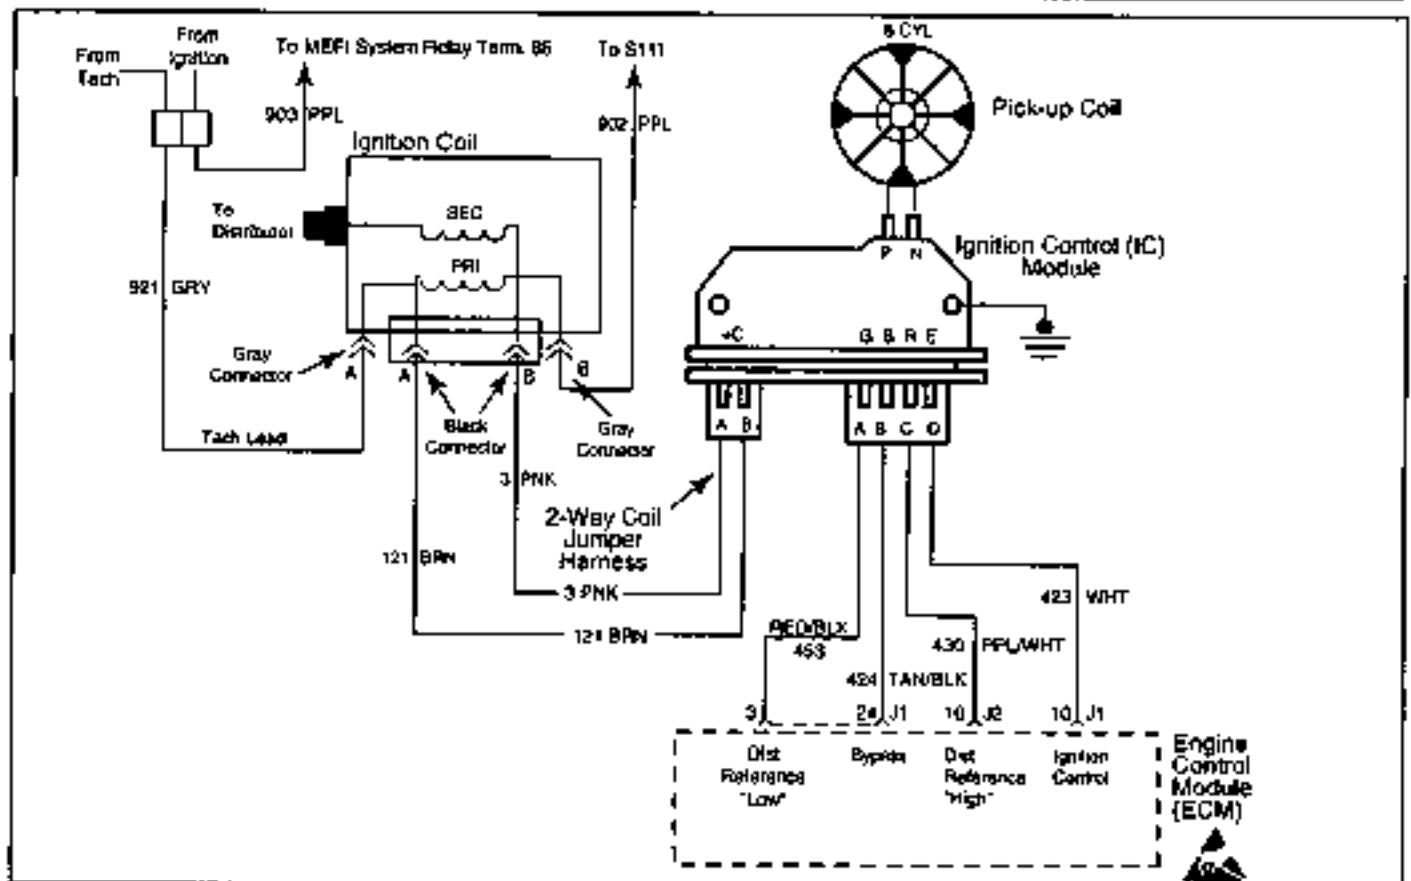 From
Tach
From
Ignition
To MEFI System Relay Term. 86
903 PPL
To S111
902 PPL
8 CYL
Pick-up Coil
Ignition Coil
To
Distributor
SEC
PRI
921 GRY
P N
Ignition Control (IC)
Module
+C
G B R E
Gray
Connector
A
A
B
B
Black
Connector
Gray
Connector
Tach Lead
A B
A B C D
3 PNK
2-Way Coil
Jumper
Harness
121 BRN
3 PNK
121 BRN
423 WHT
RED/BLK
453
430 PPL/WHT
424 TAN/BLK
3
24 J1
J2
10 J1
Dist
Reference
"Low"
Bypass
Dist
Reference
"High"
Ignition
Control
Engine
Control
Module
(ECM)